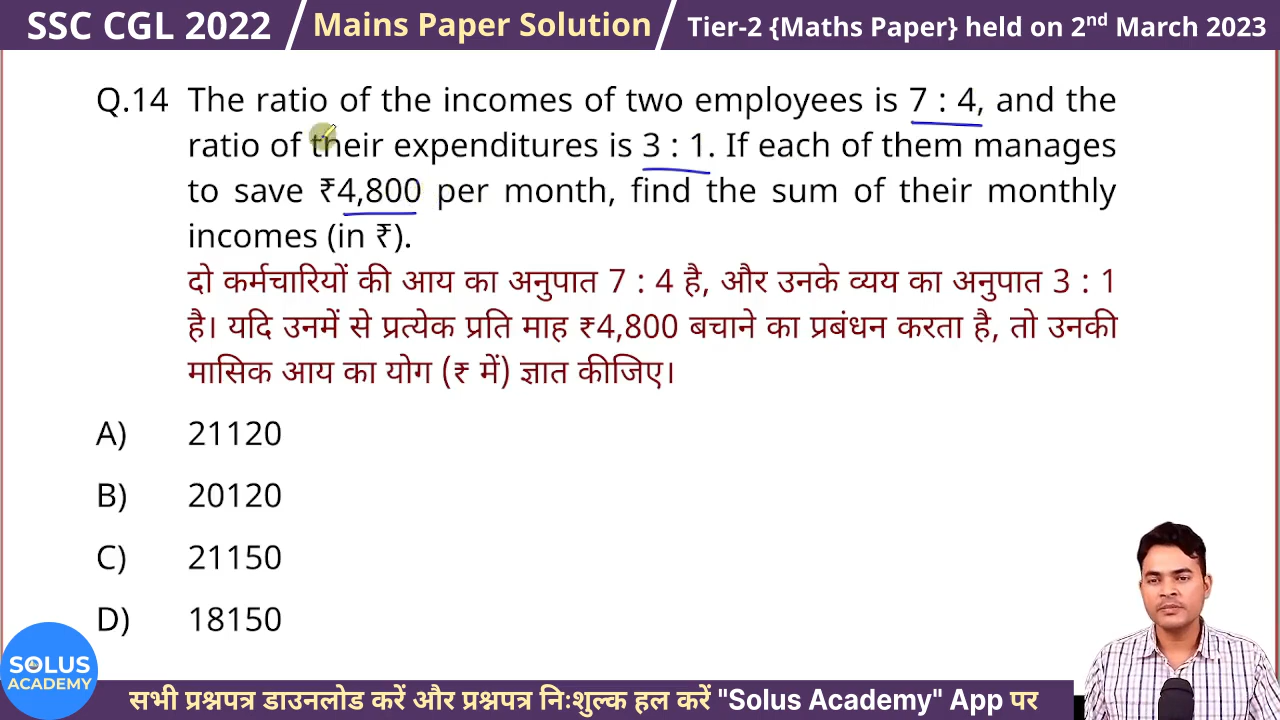 SSC CGL 2022 / Mains Paper Solution / Tier-2 {Maths Paper} held on 2nd March 2023
Q.14 The ratio of the incomes of two employees is 7 : 4, and the
ratio of their expenditures is 3 : 1. If each of them manages
to save ₹4,800 per month, find the sum of their monthly
incomes (in ₹).
दो कर्मचारियों की आय का अनुपात 7 : 4 है, और उनके व्यय का अनुपात 3 : 1
है। यदि उनमें से प्रत्येक प्रति माह ₹4,800 बचाने का प्रबंधन करता है, तो उनकी
मासिक आय का योग (₹ में) ज्ञात कीजिए।
A) 21120
B) 20120
C) 21150
D) 18150
SOLUS
ACADEMY
सभी प्रश्नपत्र डाउनलोड करें और प्रश्नपत्र निःशुल्क हल करें "Solus Academy" App पर